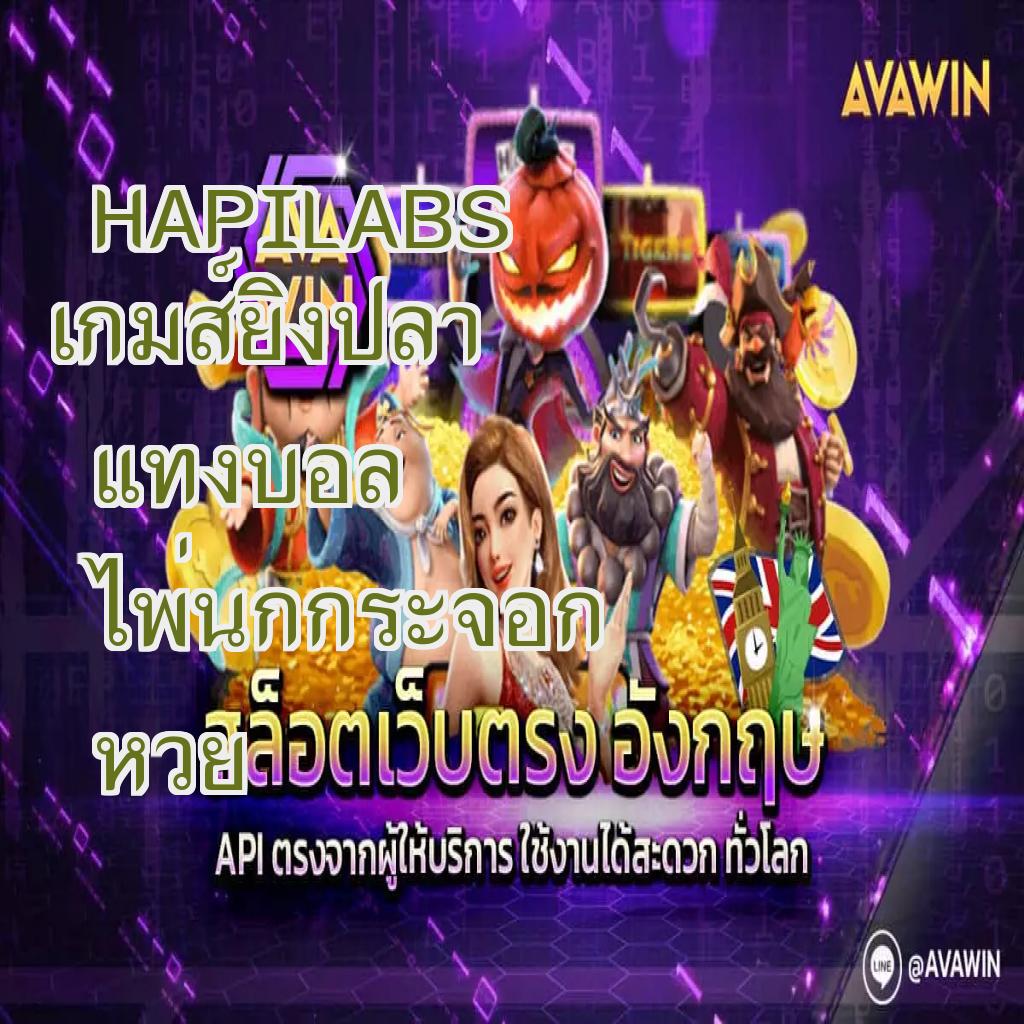 AVAWIN
HAPILABS
AVA
WIN
TIGERS
เกมส์ยิงปลา
แทงบอล
ไพ่นกกระจอก
หวย
สล็อตเว็บตรง อังกฤษ
API ตรงจากผู้ให้บริการ ใช้งานได้สะดวก ทั่วโลก
LINE @AVAWIN